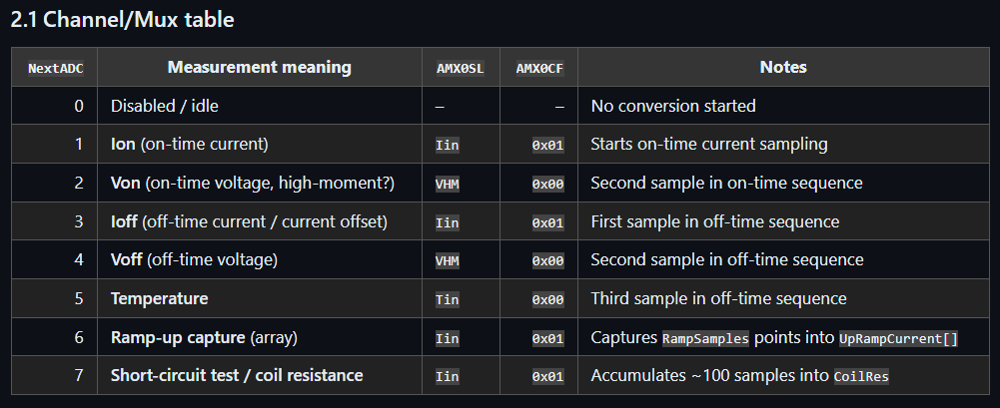 2.1 Channel/Mux table
NextADC Measurement meaning AMX0SL AMX0CF Notes
0 Disabled / idle – – No conversion started
1 Ion (on-time current) Iin 0x01 Starts on-time current sampling
2 Von (on-time voltage, high-moment?) VHM 0x00 Second sample in on-time sequence
3 Ioff (off-time current / current offset) Iin 0x01 First sample in off-time sequence
4 Voff (off-time voltage) VHM 0x00 Second sample in off-time sequence
5 Temperature Tin 0x00 Third sample in off-time sequence
6 Ramp-up capture (array) Iin 0x01 Captures RampSamples points into UpRampCurrent[]
7 Short-circuit test / coil resistance Iin 0x01 Accumulates ~100 samples into CoilRes